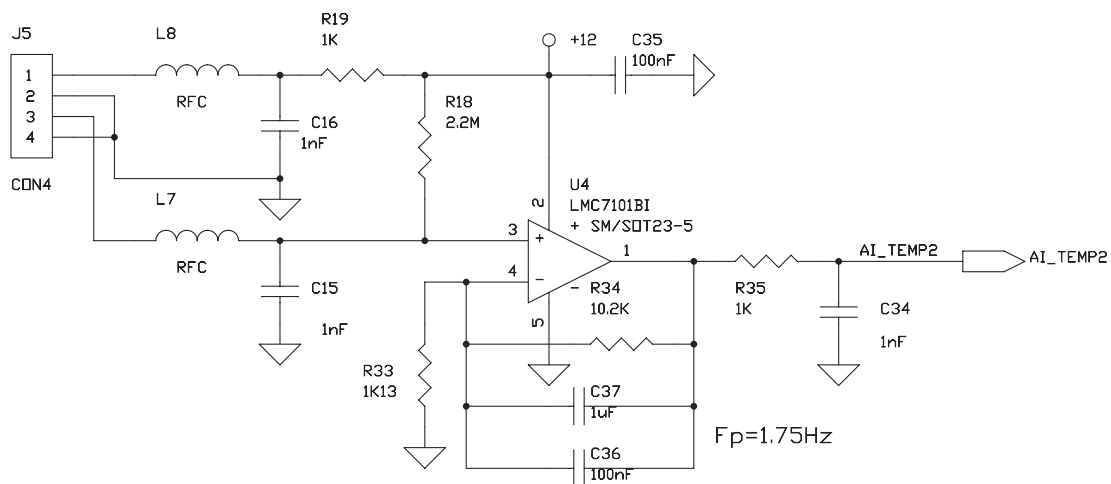 J5
L8
R19
1K
+12
C35
100nF
1
2
3
4
RFC
C16
1nF
R18
2.2M
CON4
L7
U4
LMC7101BI
+ SM/SOT23-5
2
3
+
1
4
-
-
5
RFC
C15
1nF
R34
10.2K
R35
1K
AI_TEMP2
AI_TEMP2
C34
1nF
R33
1K13
C37
1uF
C36
100nF
Fp=1.75Hz